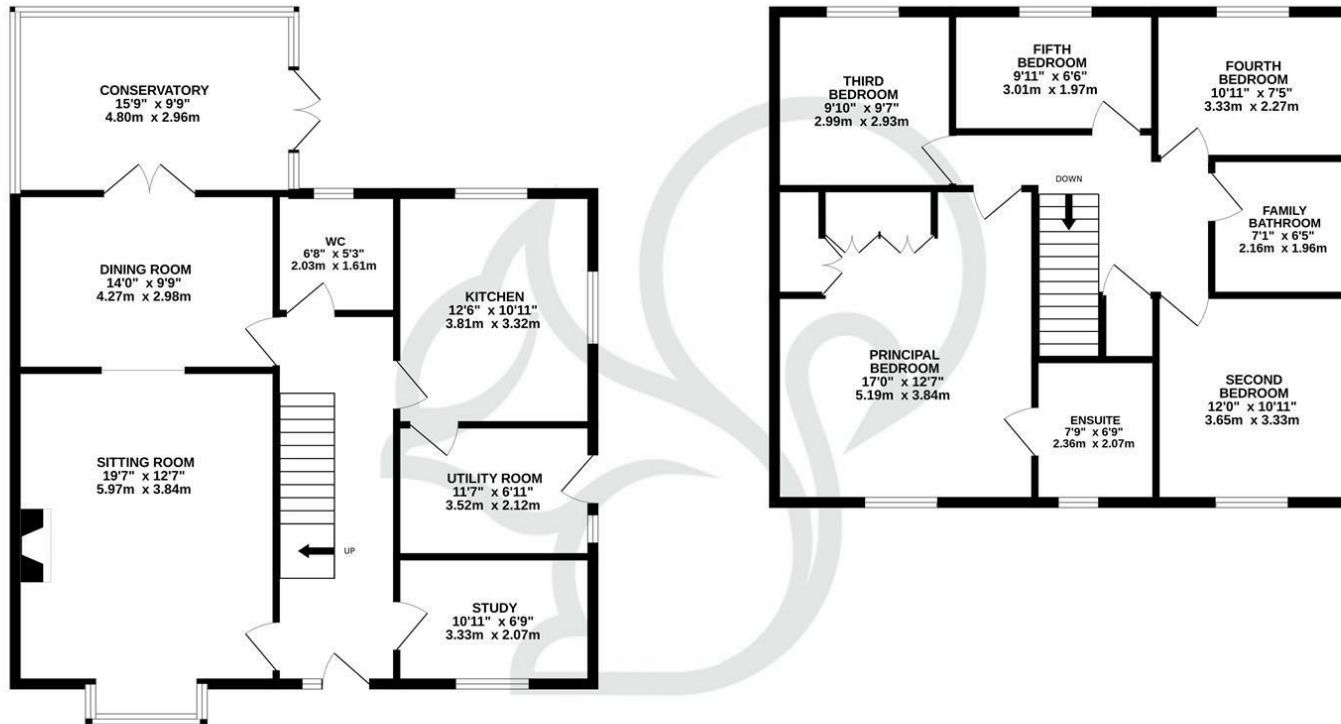 CONSERVATORY
15'9" x 9'9"
4.80m x 2.96m
DINING ROOM
14'0" x 9'9"
4.27m x 2.98m
WC
6'8" x 5'3"
2.03m x 1.61m
KITCHEN
12'6" x 10'11"
3.81m x 3.32m
SITTING ROOM
19'7" x 12'7"
5.97m x 3.84m
UTILITY ROOM
11'7" x 6'11"
3.52m x 2.12m
UP
STUDY
10'11" x 6'9"
3.33m x 2.07m
THIRD
BEDROOM
9'10" x 9'7"
2.99m x 2.93m
FIFTH
BEDROOM
9'11" x 6'6"
3.01m x 1.97m
FOURTH
BEDROOM
10'11" x 7'5"
3.33m x 2.27m
DOWN
FAMILY
BATHROOM
7'1" x 6'5"
2.16m x 1.96m
PRINCIPAL
BEDROOM
17'0" x 12'7"
5.19m x 3.84m
ENSUITE
7'9" x 6'9"
2.36m x 2.07m
SECOND
BEDROOM
12'0" x 10'11"
3.65m x 3.33m